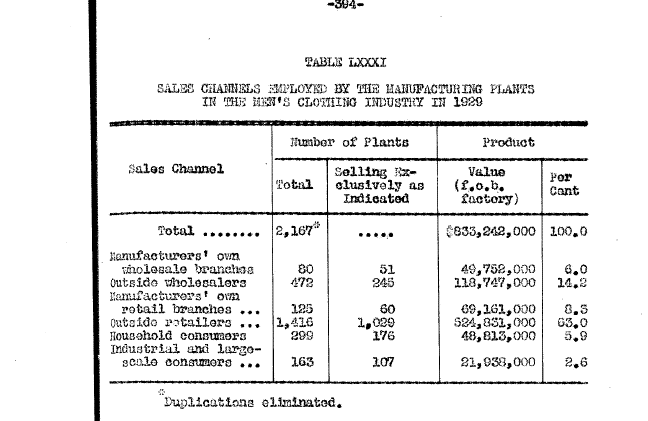 -394-
TABLE LXXXI
SALES CHANNELS EMPLOYED BY THE MANUFACTURING PLANTS
IN THE MEN'S CLOTHING INDUSTRY IN 1929
Number of Plants Product
Sales Channel Total Selling Ex-
clusively as
Indicated Value
(f.o.b.
factory) Per
Cent
Total ........ 2,167* ..... $833,242,000 100.0
Manufacturers' own
wholesale branches 80 51 49,752,000 6.0
Outside wholesalers 472 245 118,747,000 14.2
Manufacturers' own
retail branches ... 125 60 69,161,000 8.3
Outside retailers ... 1,416 1,029 524,831,000 63.0
Household consumers 299 176 48,813,000 5.9
Industrial and large-
scale consumers ... 163 107 21,938,000 2.6
*Duplications eliminated.